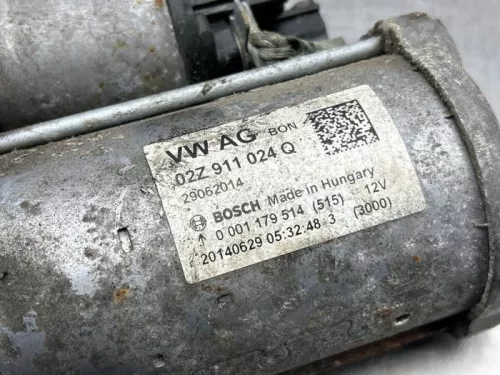 VW AG BON
02Z 911 024 Q
29062014
BOSCH Made in Hungary
↑ 0 001 179 514 (515) 12V
20140629 05:32:48 3 (3000)